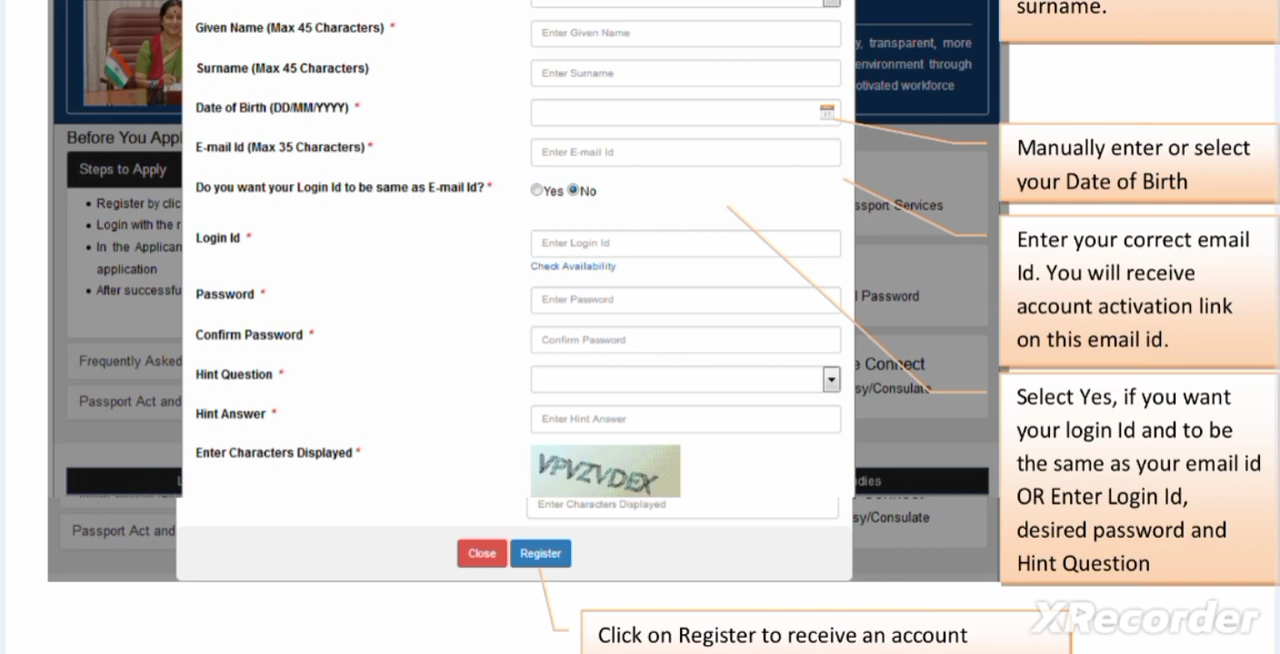 surname.
Given Name (Max 45 Characters) *
Enter Given Name
Surname (Max 45 Characters)
Enter Surname
Date of Birth (DD/MM/YYYY) *
E-mail Id (Max 35 Characters) *
Enter E-mail Id
Do you want your Login Id to be same as E-mail Id? *
Yes No
Login Id *
Enter Login Id
Check Availability
Password *
Enter Password
Confirm Password *
Confirm Password
Hint Question *
Hint Answer *
Enter Hint Answer
Enter Characters Displayed *
VPVZVDEX
Enter Characters Displayed
Close Register
y, transparent, more
environment through
otivated workforce
Before You Appl
Steps to Apply
• Register by clic
• Login with the r
• In the Applican
application
• After successfu
Frequently Asked
Passport Act and
L
Passport Act and
ssport Services
l Password
e Connect
sy/Consulate
dies
sy/Consulate
Manually enter or select
your Date of Birth
Enter your correct email
Id. You will receive
account activation link
on this email id.
Select Yes, if you want
your login Id and to be
the same as your email id
OR Enter Login Id,
desired password and
Hint Question
Click on Register to receive an account
XRecorder